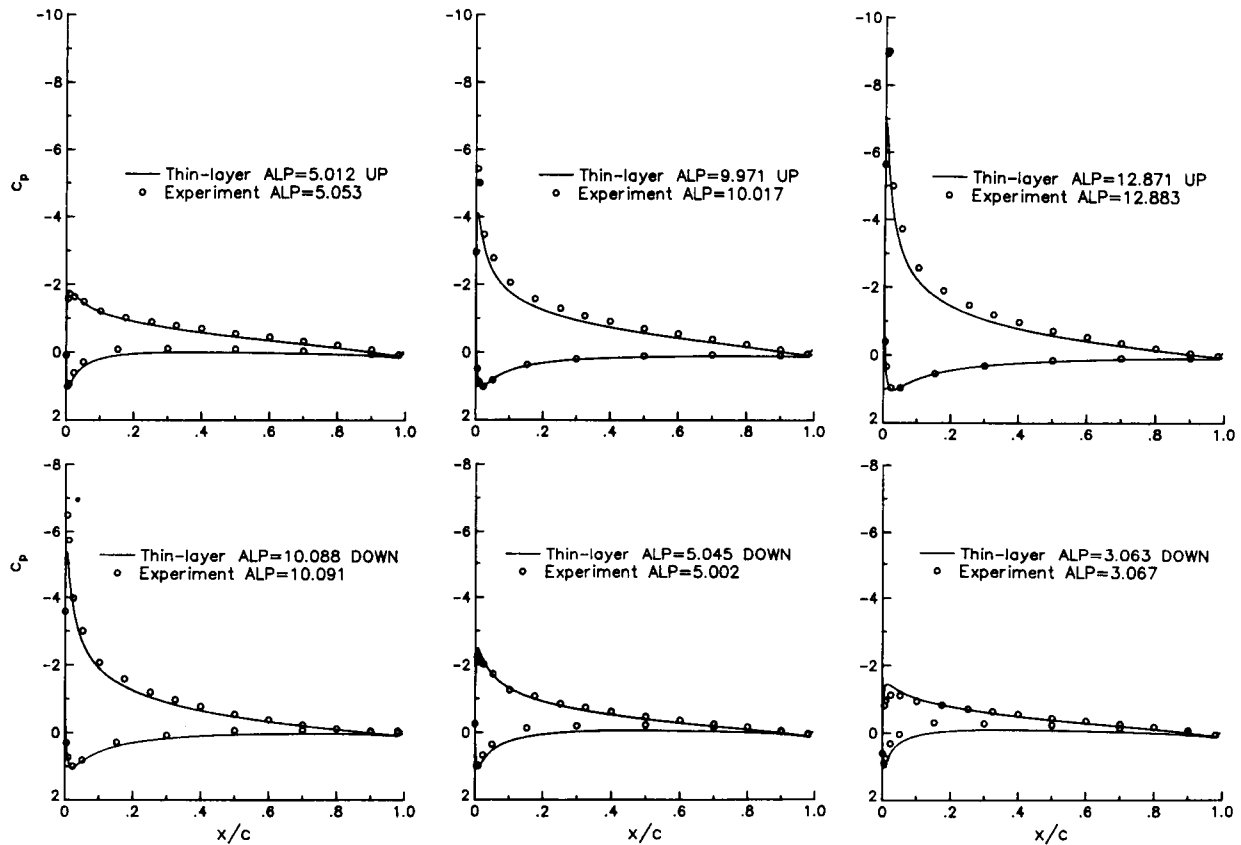 -10
-8
-6
-4
-2
0
2
c_p
Thin-layer ALP=5.012 UP
Experiment ALP=5.053
0 .2 .4 .6 .8 1.0
-10
-8
-6
-4
-2
0
2
Thin-layer ALP=9.971 UP
Experiment ALP=10.017
0 .2 .4 .6 .8 1.0
-10
-8
-6
-4
-2
0
2
Thin-layer ALP=12.871 UP
Experiment ALP=12.883
0 .2 .4 .6 .8 1.0
-8
-6
-4
-2
0
2
c_p
Thin-layer ALP=10.088 DOWN
Experiment ALP=10.091
0 .2 .4 .6 .8 1.0
x/c
-8
-6
-4
-2
0
2
Thin-layer ALP=5.045 DOWN
Experiment ALP=5.002
0 .2 .4 .6 .8 1.0
x/c
-8
-6
-4
-2
0
2
Thin-layer ALP=3.063 DOWN
Experiment ALP=3.067
0 .2 .4 .6 .8 1.0
x/c